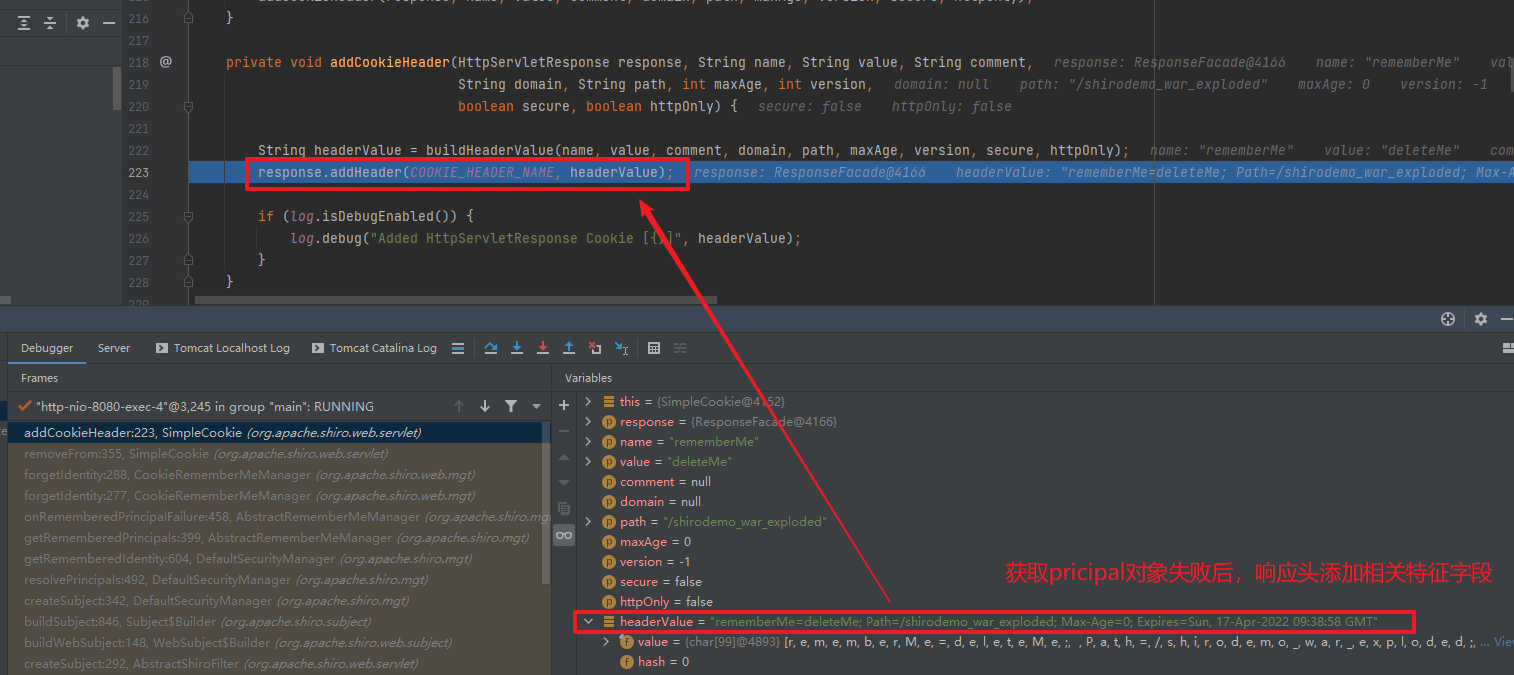 216 }
217
218 @ private void addCookieHeader(HttpServletResponse response, String name, String value, String comment, response: ResponseFacade@4166 name: "rememberMe"
219 String domain, String path, int maxAge, int version, domain: null path: "/shirodemo_war_exploded" maxAge: 0 version: -1
220 boolean secure, boolean httpOnly) { secure: false httpOnly: false
221
222 String headerValue = buildHeaderValue(name, value, comment, domain, path, maxAge, version, secure, httpOnly); name: "rememberMe" value: "deleteMe" com
223 response.addHeader(COOKIE_HEADER_NAME, headerValue); response: ResponseFacade@4166 headerValue: "rememberMe=deleteMe; Path=/shirodemo_war_exploded; Max-A
224
225 if (log.isDebugEnabled()) {
226 log.debug("Added HttpServletResponse Cookie [{}]", headerValue);
227 }
228 }
229
Debugger Server Tomcat Localhost Log Tomcat Catalina Log
Frames
"http-nio-8080-exec-4"@3,245 in group "main": RUNNING
addCookieHeader:223, SimpleCookie (org.apache.shiro.web.servlet)
removeFrom:355, SimpleCookie (org.apache.shiro.web.servlet)
forgetIdentity:288, CookieRememberMeManager (org.apache.shiro.web.mgt)
forgetIdentity:277, CookieRememberMeManager (org.apache.shiro.web.mgt)
onRememberedPrincipalFailure:458, AbstractRememberMeManager (org.apache.shiro.mgt
getRememberedPrincipals:399, AbstractRememberMeManager (org.apache.shiro.mgt)
getRememberedIdentity:604, DefaultSecurityManager (org.apache.shiro.mgt)
resolvePrincipals:492, DefaultSecurityManager (org.apache.shiro.mgt)
createSubject:342, DefaultSecurityManager (org.apache.shiro.mgt)
buildSubject:846, Subject$Builder (org.apache.shiro.subject)
buildWebSubject:148, WebSubject$Builder (org.apache.shiro.web.subject)
createSubject:292, AbstractShiroFilter (org.apache.shiro.web.servlet)
Variables
this = {SimpleCookie@4152}
response = {ResponseFacade@4166}
name = "rememberMe"
value = "deleteMe"
comment = null
domain = null
path = "/shirodemo_war_exploded"
maxAge = 0
version = -1
secure = false
httpOnly = false
获取pricipal对象失败后，响应头添加相关特征字段
headerValue = "rememberMe=deleteMe; Path=/shirodemo_war_exploded; Max-Age=0; Expires=Sun, 17-Apr-2022 09:38:58 GMT"
value = {char[99]@4893} [r, e, m, e, m, b, e, r, M, e, =, d, e, l, e, t, e, M, e, ;, , P, a, t, h, =, /, s, h, i, r, o, d, e, m, o, _, w, a, r, _, e, x, p, l, o, d, e, d, ;, ... View
hash = 0